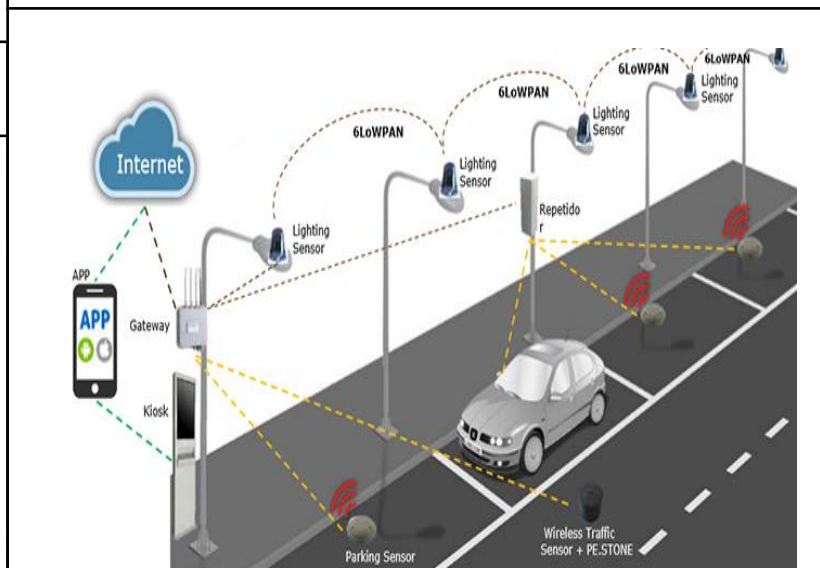 6LoWPAN
6LoWPAN
6LoWPAN
6LoWPAN
Lighting
Sensor
Lighting
Sensor
Lighting
Sensor
Lighting
Sensor
Internet
Repetido
r
APP
APP
Gateway
Kiosk
Parking Sensor
Wireless Traffic
Sensor + PE.STONE